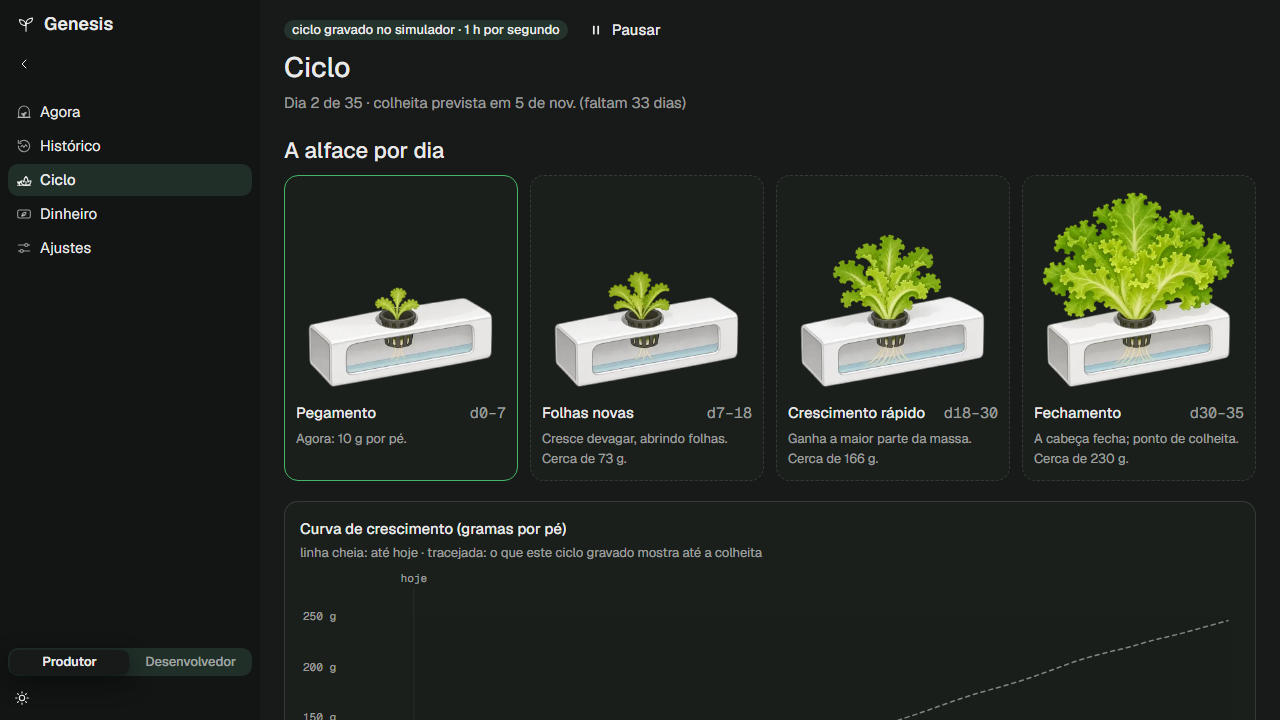 Genesis
Agora
Histórico
Ciclo
Dinheiro
Ajustes
Produtor
Desenvolvedor
ciclo gravado no simulador · 1 h por segundo
Pausar
Ciclo
Dia 2 de 35 · colheita prevista em 5 de nov. (faltam 33 dias)
A alface por dia
Pegamento d0–7
Agora: 10 g por pé.
Folhas novas d7–18
Cresce devagar, abrindo folhas.
Cerca de 73 g.
Crescimento rápido d18–30
Ganha a maior parte da massa.
Cerca de 166 g.
Fechamento d30–35
A cabeça fecha; ponto de colheita.
Cerca de 230 g.
Curva de crescimento (gramas por pé)
linha cheia: até hoje · tracejada: o que este ciclo gravado mostra até a colheita
hoje
250 g
200 g
150 g